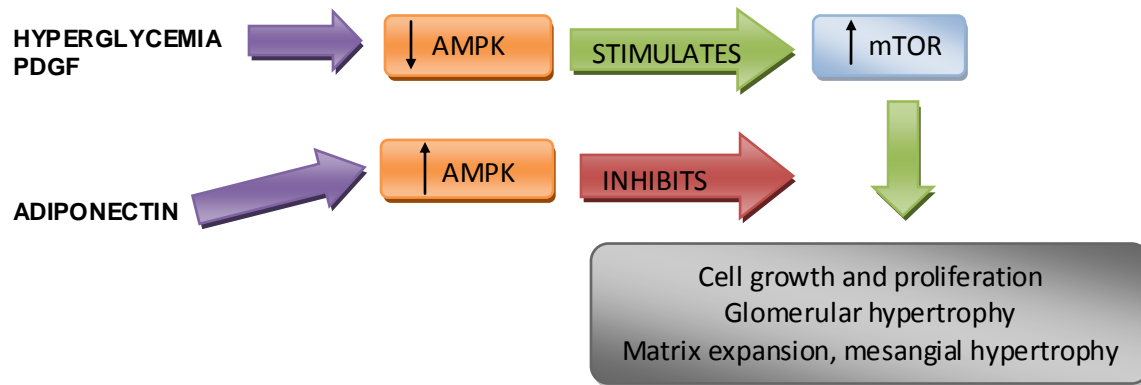 HYPERGLYCEMIA
PDGF
↓ AMPK
STIMULATES
↑ mTOR
ADIPONECTIN
↑ AMPK
INHIBITS
Cell growth and proliferation
Glomerular hypertrophy
Matrix expansion, mesangial hypertrophy